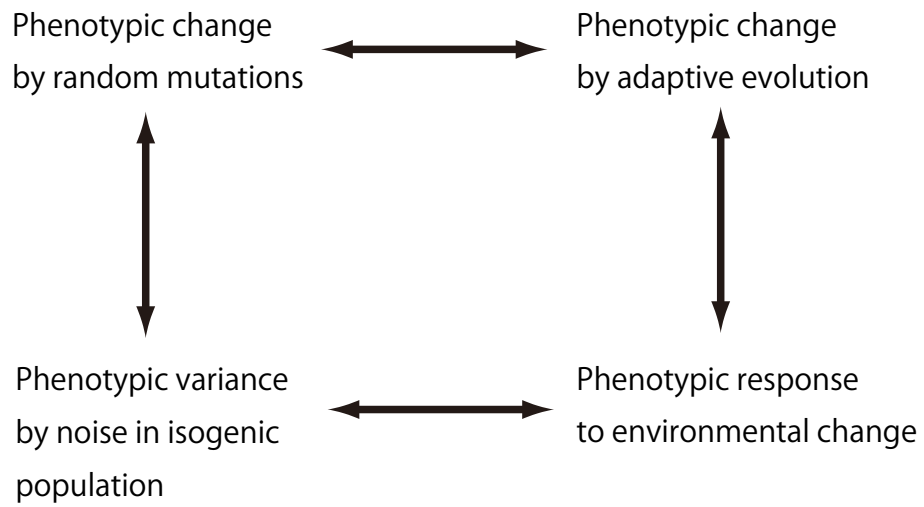 Phenotypic change
by random mutations
Phenotypic change
by adaptive evolution
Phenotypic variance
by noise in isogenic
population
Phenotypic response
to environmental change